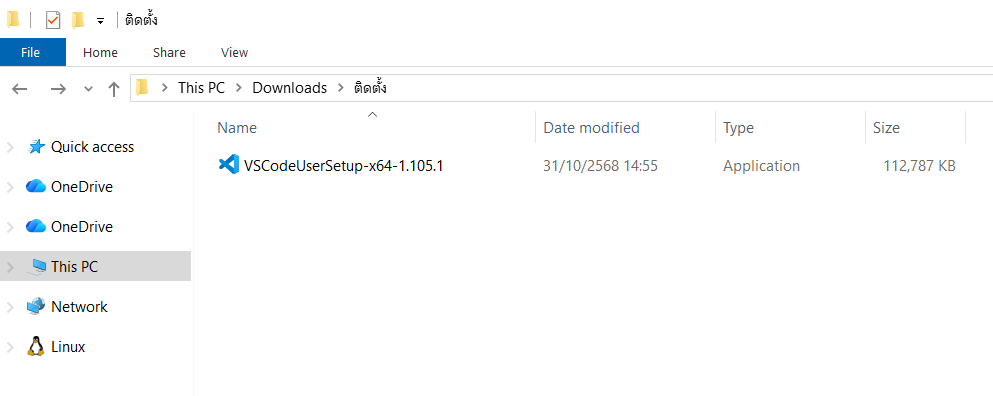 ติดตั้ง
File Home Share View
This PC Downloads ติดตั้ง
Name Date modified Type Size
Quick access
VSCodeUserSetup-x64-1.105.1 31/10/2568 14:55 Application 112,787 KB
OneDrive
OneDrive
This PC
Network
Linux